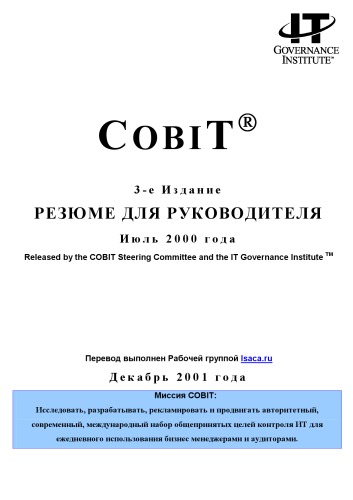 IT
GOVERNANCE
INSTITUTE™
COBIT®
3-е Издание
РЕЗЮМЕ ДЛЯ РУКОВОДИТЕЛЯ
Июль 2000 года
Released by the COBIT Steering Committee and the IT Governance Institute TM
Перевод выполнен Рабочей группой Isaca.ru
Декабрь 2001 года
Миссия COBIT:
Исследовать, разрабатывать, рекламировать и продвигать авторитетный,
современный, международный набор общепринятых целей контроля ИТ для
ежедневного использования бизнес менеджерами и аудиторами.